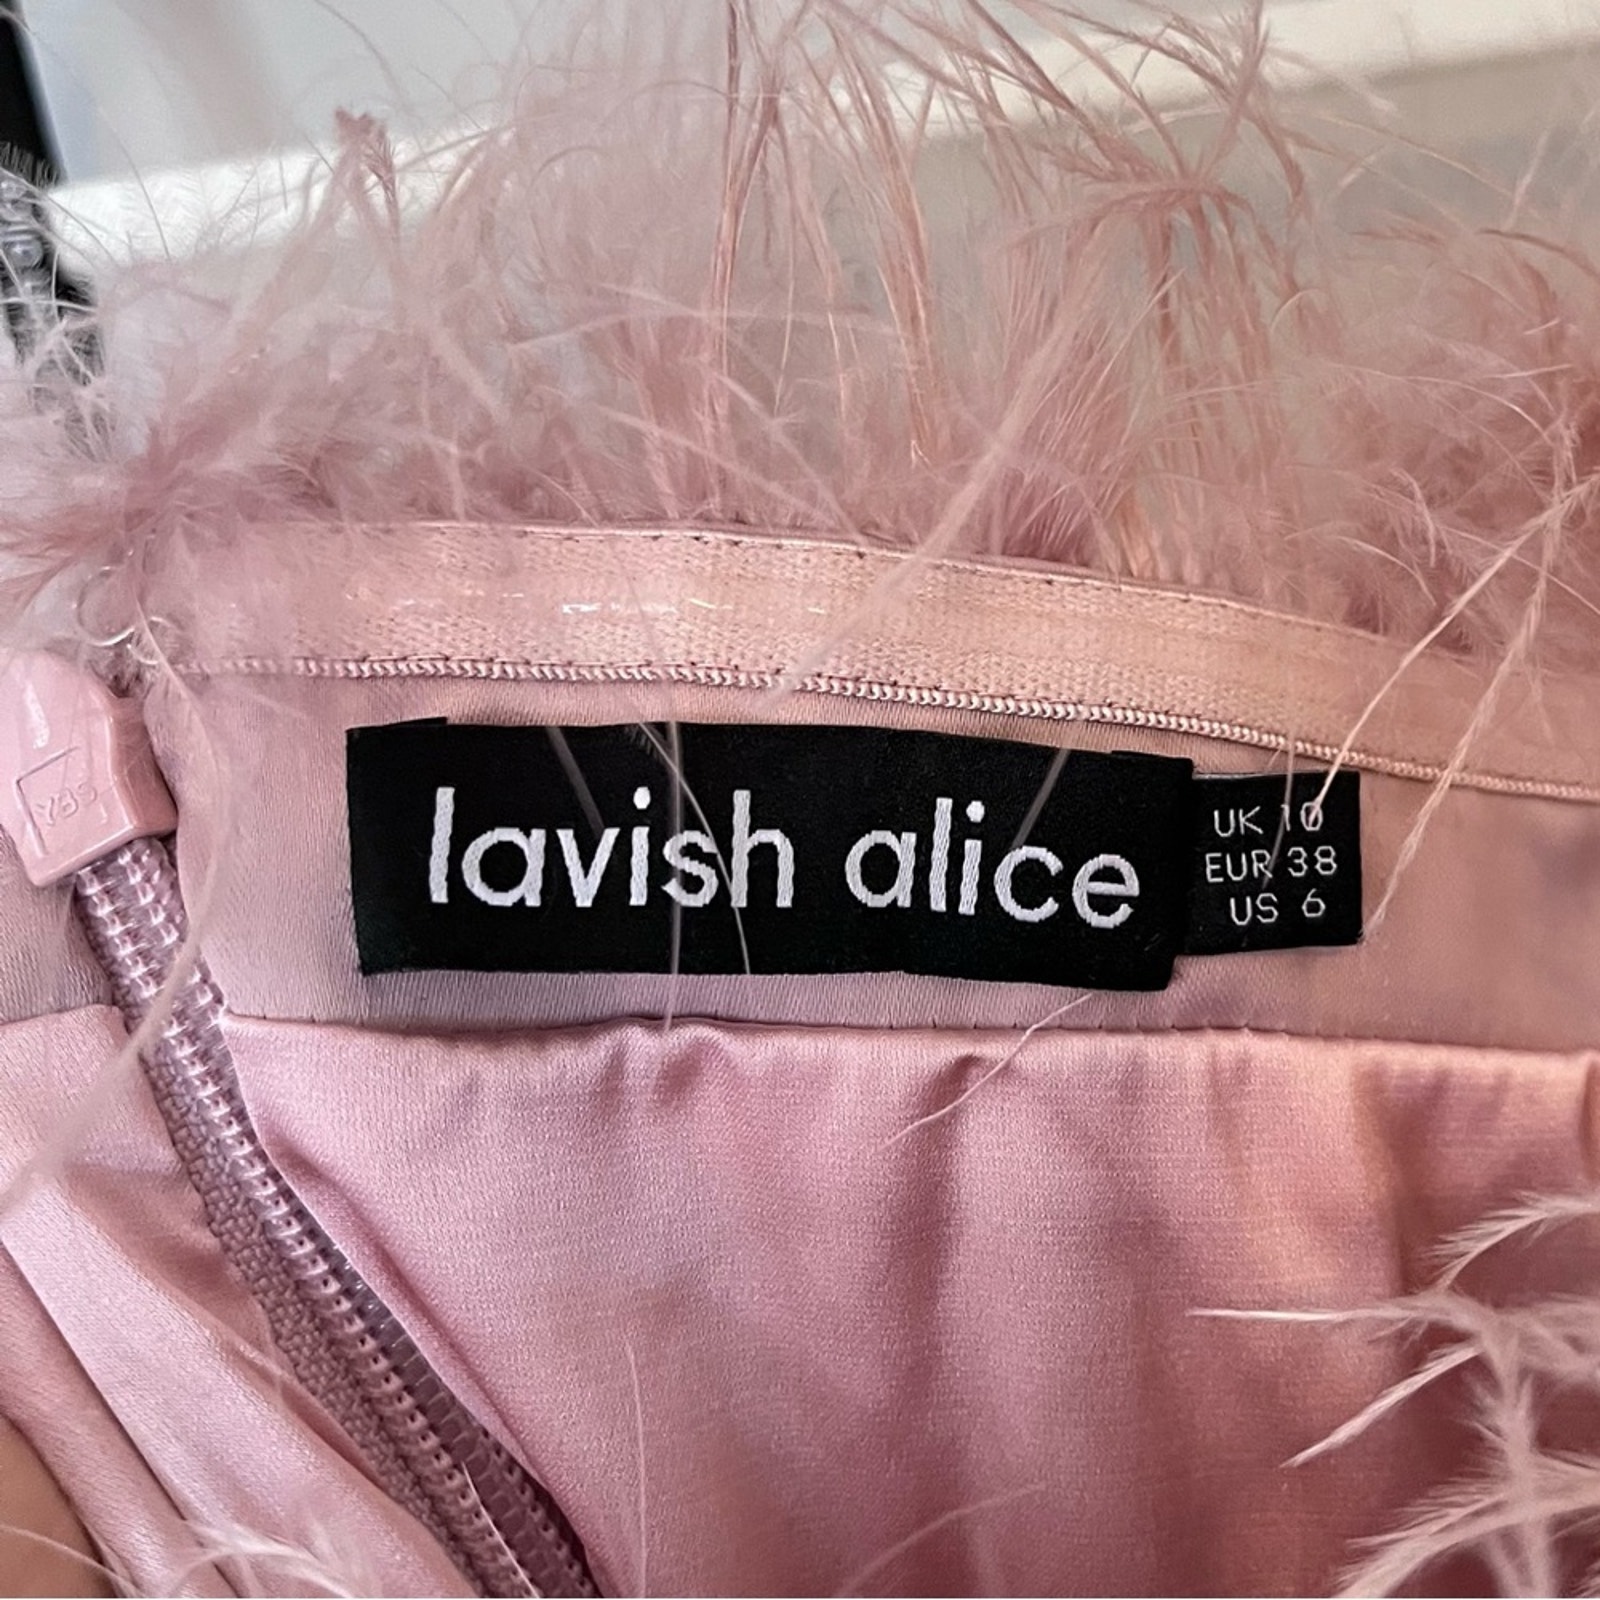 lavish alice
UK 10
EUR 38
US 6